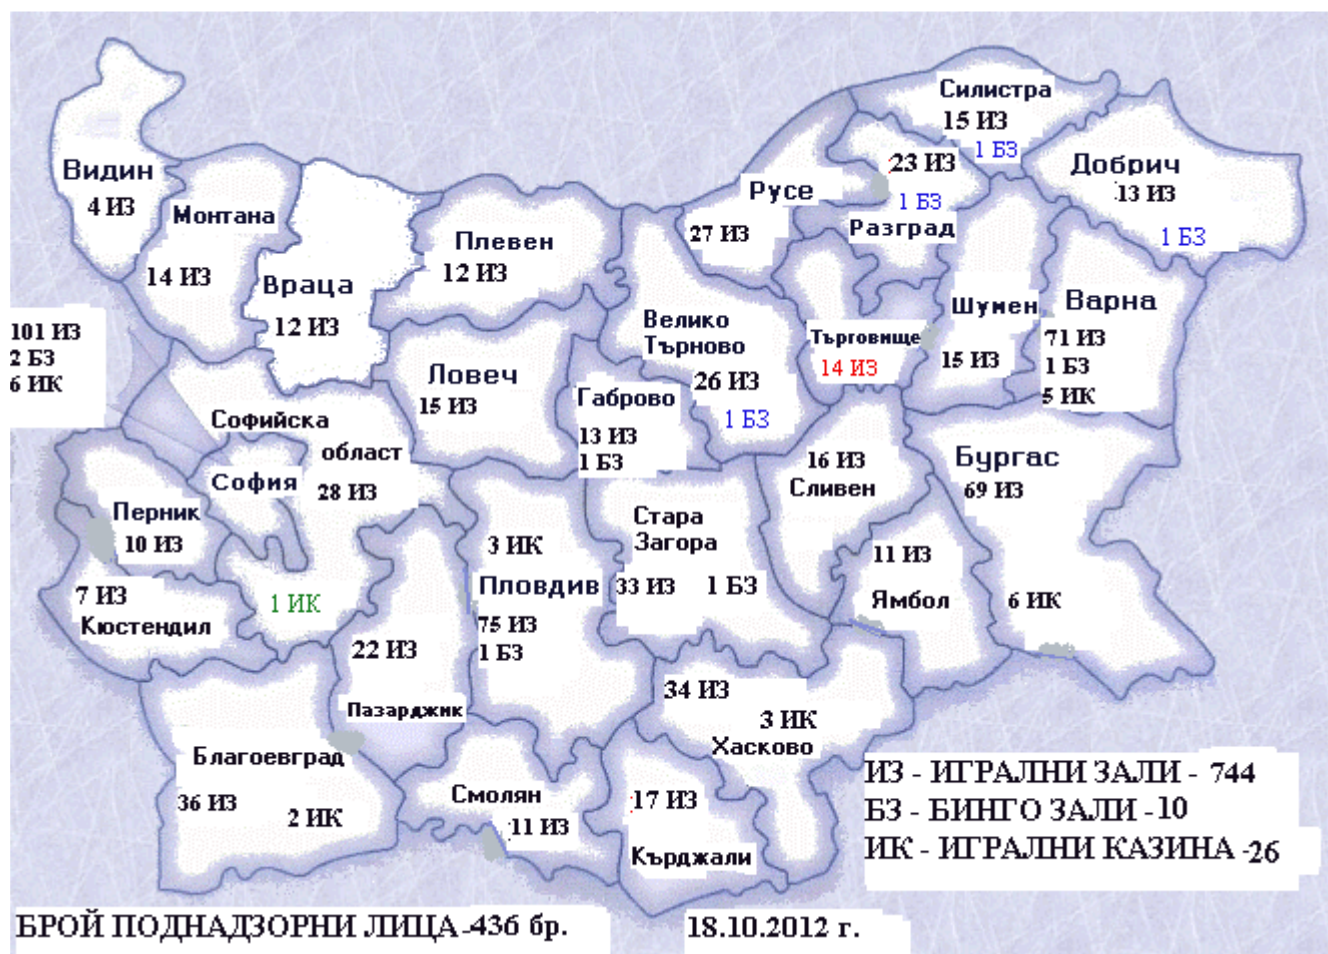 Силистра
15 ИЗ
1 БЗ
Добрич
13 ИЗ
1 БЗ
Видин
4 ИЗ
Монтана
14 ИЗ
Враца
12 ИЗ
Плевен
12 ИЗ
Русе
27 ИЗ
23 ИЗ
1 БЗ
Разград
Шумен
15 ИЗ
Варна
71 ИЗ
1 БЗ
5 ИК
Търговище
14 ИЗ
Велико
Търново
26 ИЗ
1 БЗ
101 ИЗ
2 БЗ
6 ИК
Ловеч
15 ИЗ
Габрово
13 ИЗ
1 БЗ
Софийска
област
28 ИЗ
1 ИК
София
Перник
10 ИЗ
7 ИЗ
Кюстендил
16 ИЗ
Сливен
Бургас
69 ИЗ
6 ИК
11 ИЗ
Ямбол
Стара
Загора
33 ИЗ
1 БЗ
3 ИК
Пловдив
75 ИЗ
1 БЗ
22 ИЗ
Пазарджик
Благоевград
36 ИЗ
2 ИК
Смолян
11 ИЗ
34 ИЗ
3 ИК
Хасково
17 ИЗ
Кърджали
ИЗ - ИГРАЛНИ ЗАЛИ - 744
БЗ - БИНГО ЗАЛИ -10
ИК - ИГРАЛНИ КАЗИНА -26
БРОЙ ПОДНАДЗОРНИ ЛИЦА -436 бр.
18.10.2012 г.